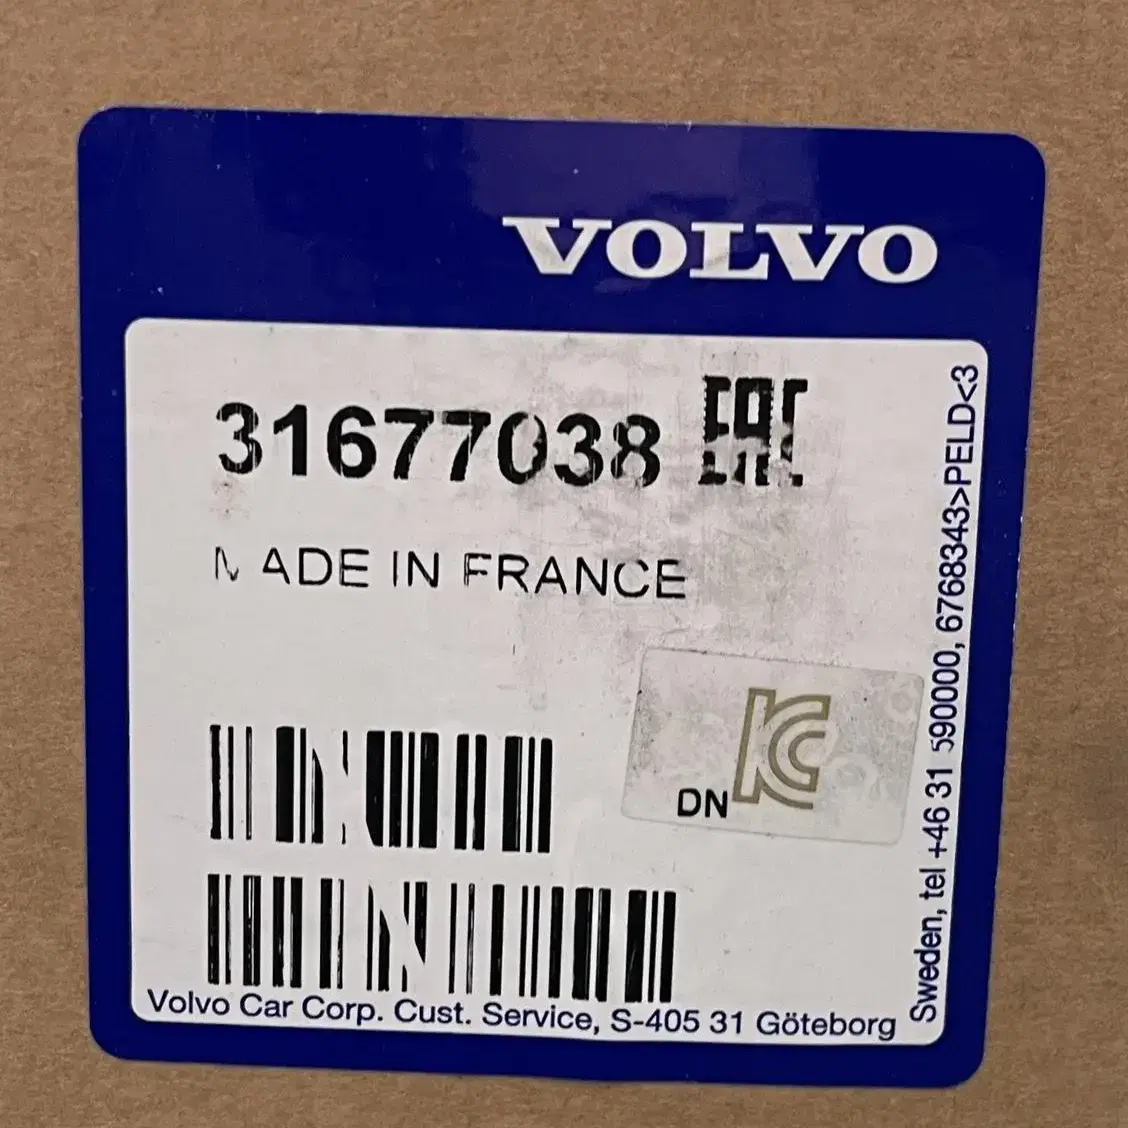 VOLVO
31677038 EAC
MADE IN FRANCE
DN KC
Volvo Car Corp. Cust. Service, S-405 31 Göteborg
Sweden, tel +46 31 590000, 6768343>PELD<3